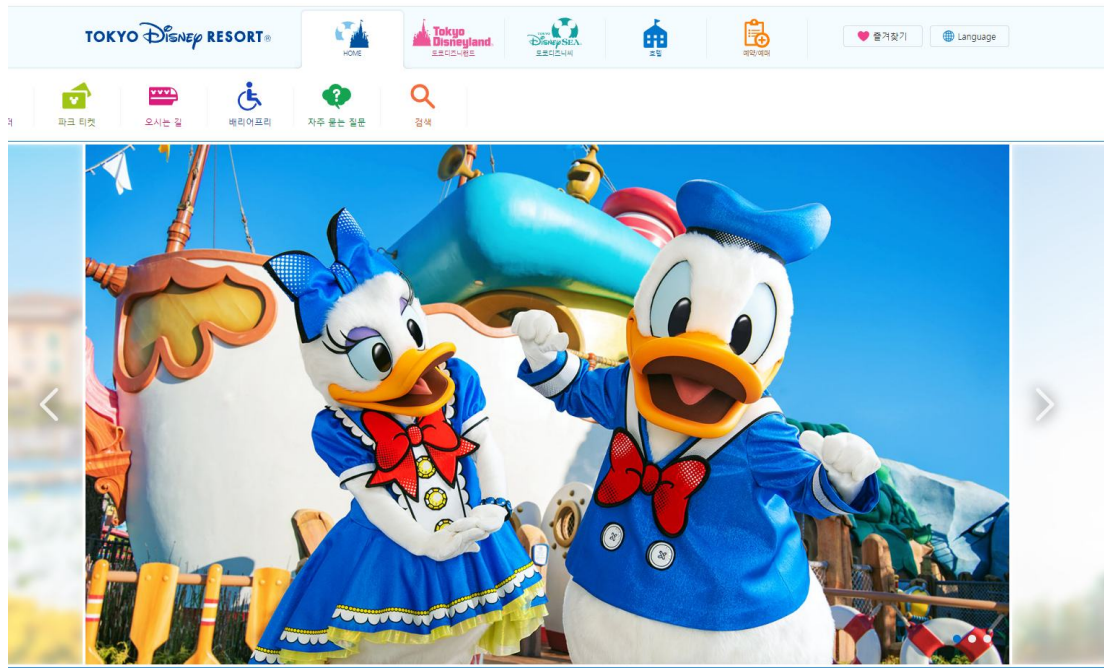 TOKYO Disney RESORT®
HOME
Tokyo Disneyland.
도쿄디즈니랜드
TOKYO DisneySEA.
도쿄디즈니씨
호텔
예약/예매
즐겨찾기
Language
파크 티켓
오시는 길
배리어프리
자주 묻는 질문
검색